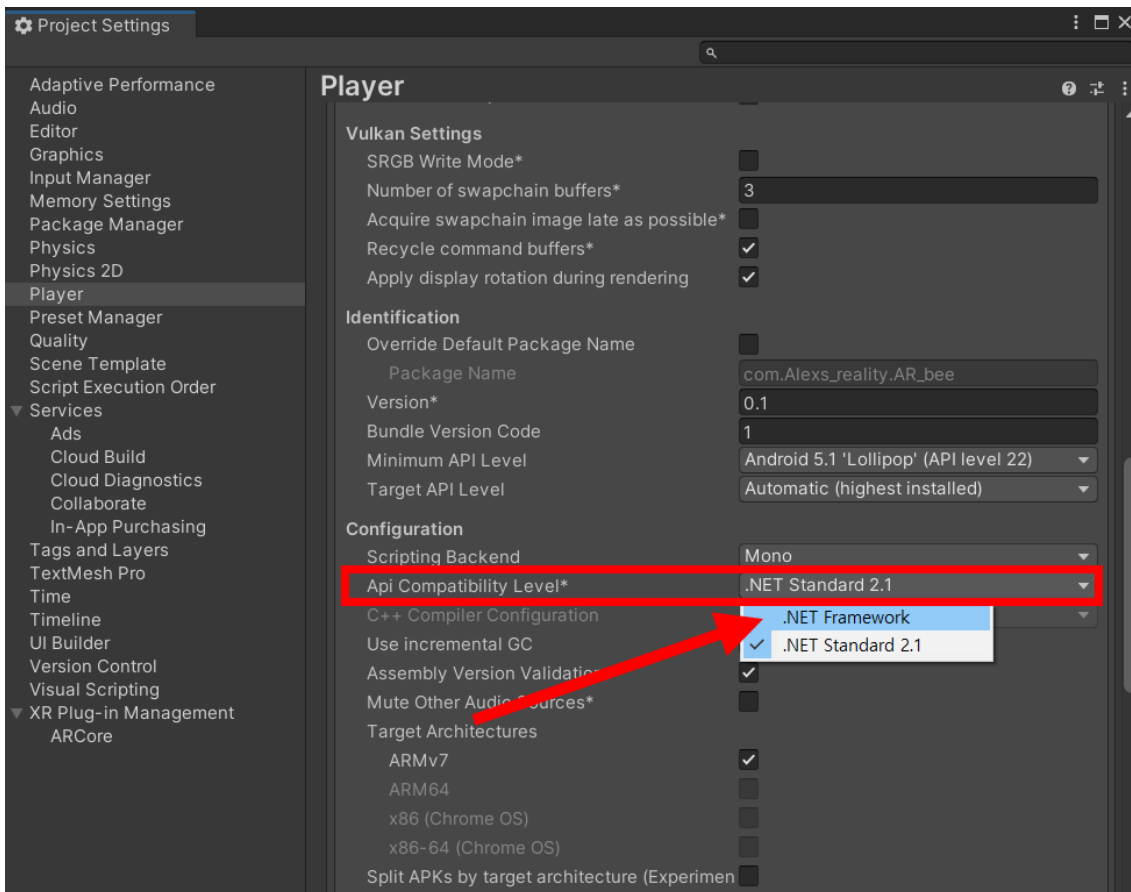 Project Settings
Adaptive Performance
Audio
Editor
Graphics
Input Manager
Memory Settings
Package Manager
Physics
Physics 2D
Player
Preset Manager
Quality
Scene Template
Script Execution Order
Services
Ads
Cloud Build
Cloud Diagnostics
Collaborate
In-App Purchasing
Tags and Layers
TextMesh Pro
Time
Timeline
UI Builder
Version Control
Visual Scripting
XR Plug-in Management
ARCore
Player
Vulkan Settings
SRGB Write Mode*
Number of swapchain buffers* 3
Acquire swapchain image late as possible*
Recycle command buffers*
Apply display rotation during rendering
Identification
Override Default Package Name
Package Name com.Alexs_reality.AR_bee
Version* 0.1
Bundle Version Code 1
Minimum API Level Android 5.1 'Lollipop' (API level 22)
Target API Level Automatic (highest installed)
Configuration
Scripting Backend Mono
Api Compatibility Level* .NET Standard 2.1
C++ Compiler Configuration .NET Framework
Use incremental GC .NET Standard 2.1
Assembly Version Validation
Mute Other Audio Sources*
Target Architectures
ARMv7
ARM64
x86 (Chrome OS)
x86-64 (Chrome OS)
Split APKs by target architecture (Experimen